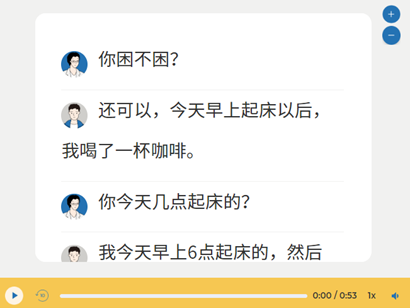 你困不困？
还可以，今天早上起床以后，
我喝了一杯咖啡。
你今天几点起床的？
我今天早上6点起床的，然后
0:00 / 0:53 1x